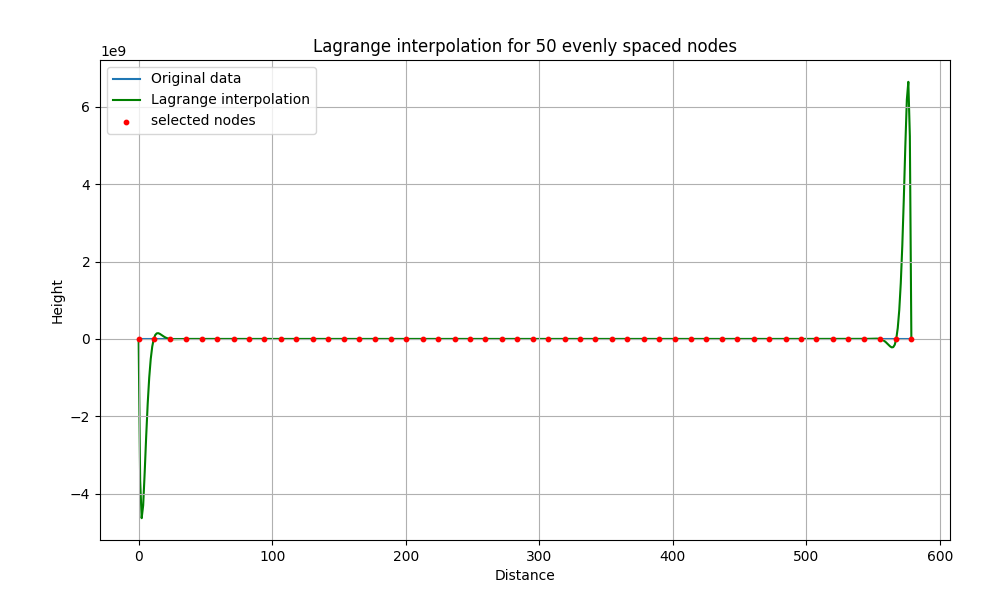 Lagrange interpolation for 50 evenly spaced nodes
1e9
Original data
Lagrange interpolation
selected nodes
6
4
2
0
−2
−4
Height
0 100 200 300 400 500 600
Distance